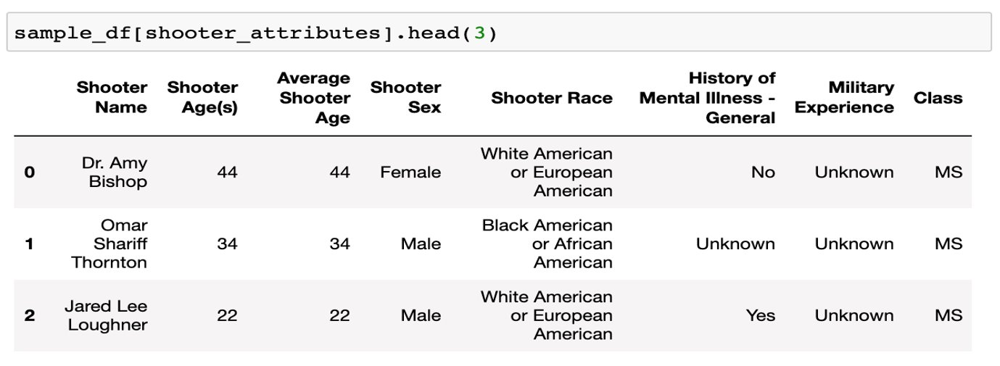 sample_df[shooter_attributes].head(3)
Shooter Name Shooter Age(s) Average Shooter Age Shooter Sex Shooter Race History of Mental Illness - General Military Experience Class
0 Dr. Amy Bishop 44 44 Female White American or European American No Unknown MS
1 Omar Shariff Thornton 34 34 Male Black American or African American Unknown Unknown MS
2 Jared Lee Loughner 22 22 Male White American or European American Yes Unknown MS